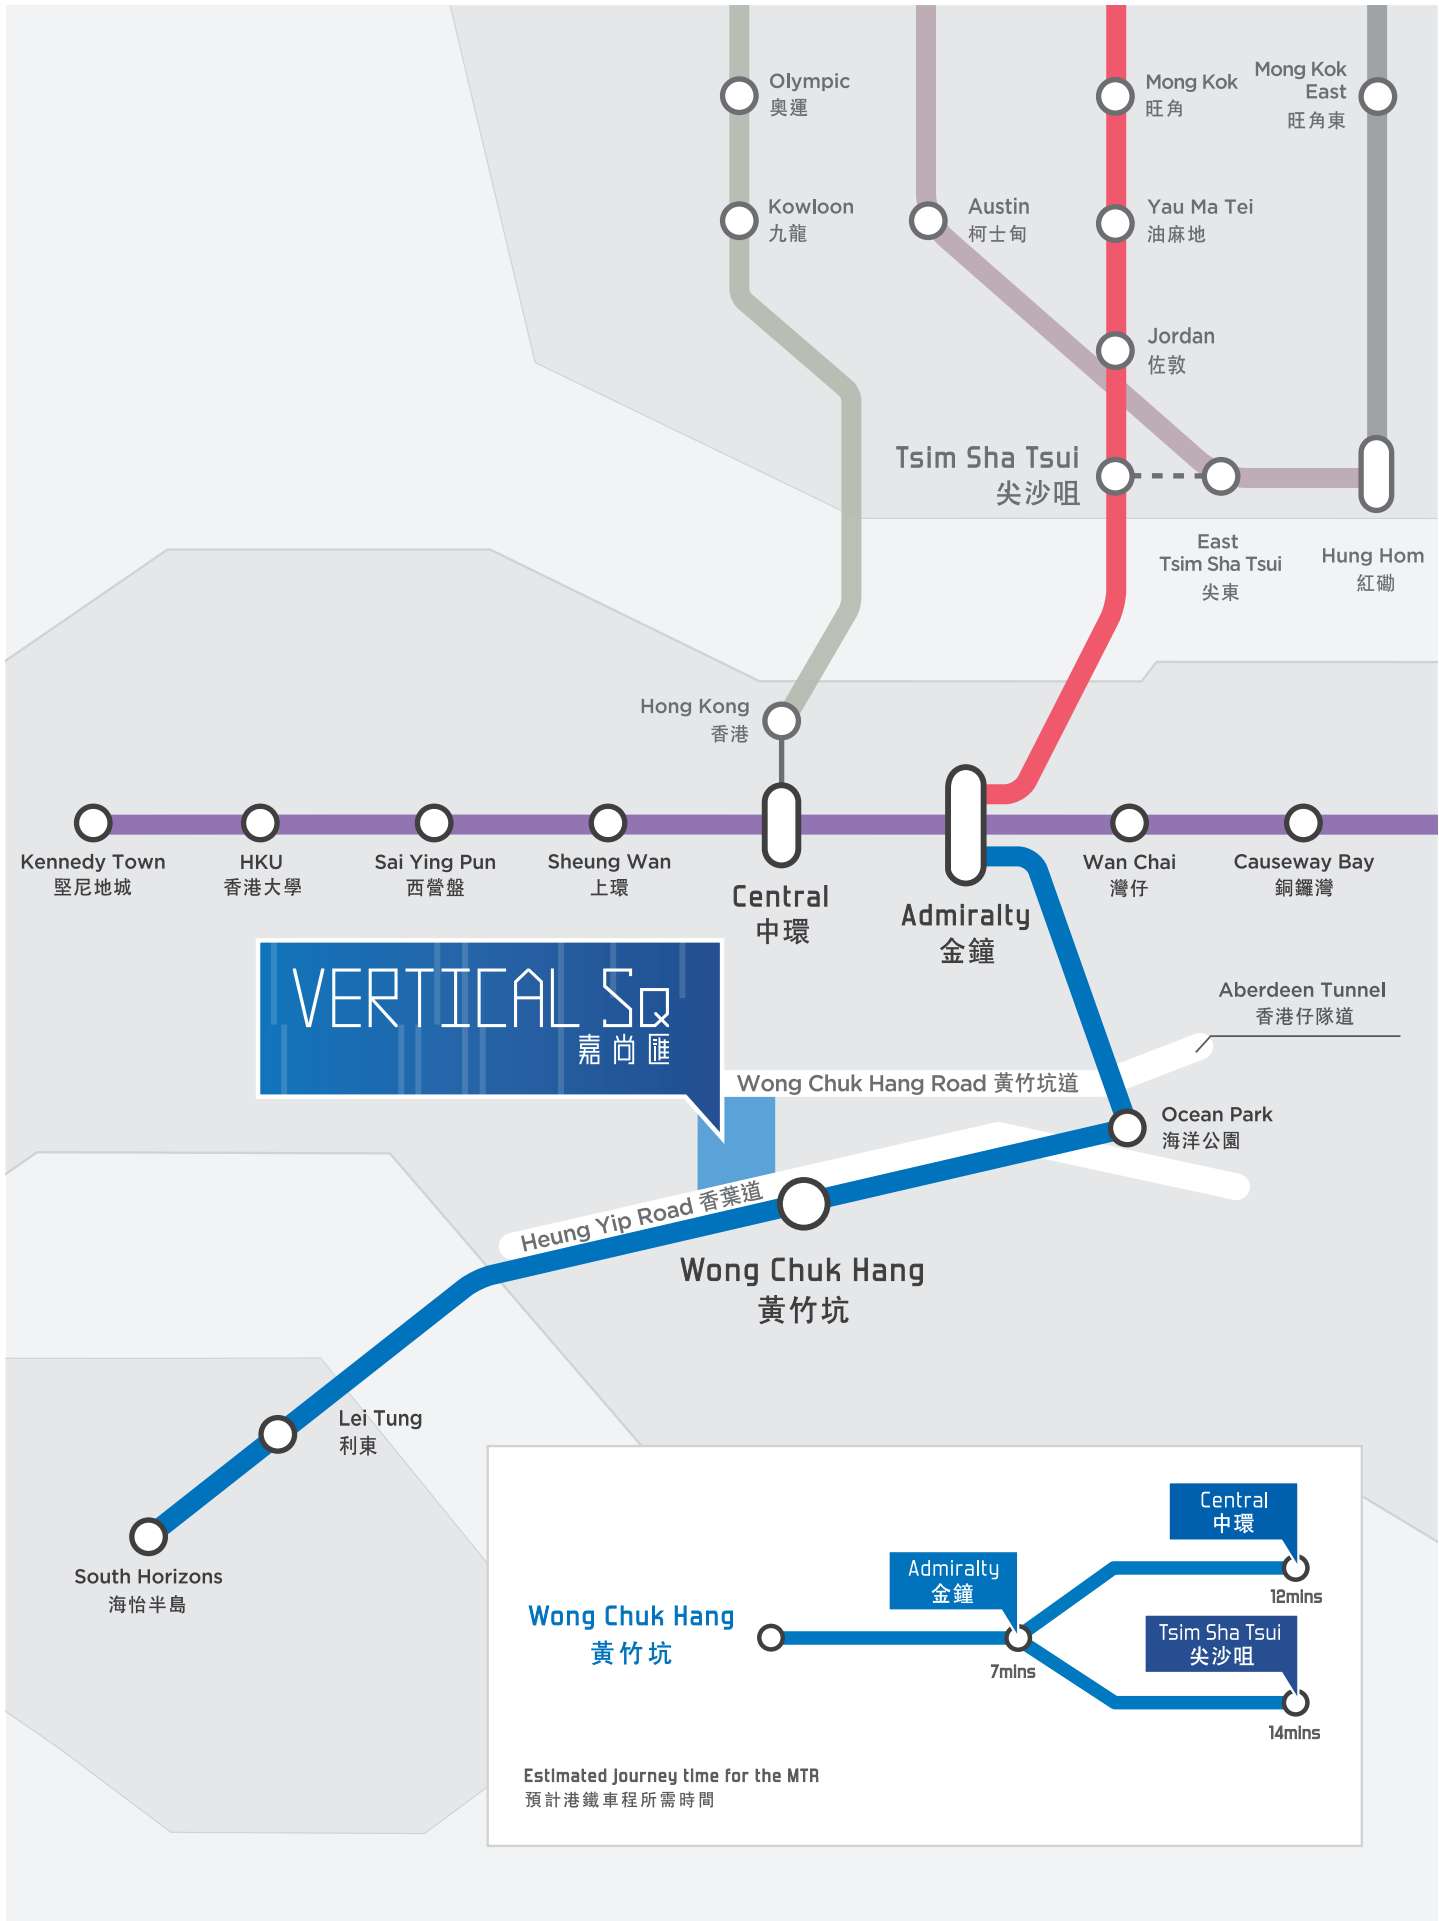 Olympic
奧運
Mong Kok
旺角
Mong Kok
East
旺角東
Kowloon
九龍
Austin
柯士甸
Yau Ma Tei
油麻地
Jordan
佐敦
Tsim Sha Tsui
尖沙咀
East
Tsim Sha Tsui
尖東
Hung Hom
紅磡
Hong Kong
香港
Kennedy Town
堅尼地城
HKU
香港大學
Sai Ying Pun
西營盤
Sheung Wan
上環
Central
中環
Admiralty
金鐘
Wan Chai
灣仔
Causeway Bay
銅鑼灣
VERTICAL SQ
嘉尚匯
Aberdeen Tunnel
香港仔隊道
Wong Chuk Hang Road 黃竹坑道
Ocean Park
海洋公園
Heung Yip Road 香葉道
Wong Chuk Hang
黃竹坑
Lei Tung
利東
South Horizons
海怡半島
Central
中環
12mins
Admiralty
金鐘
7mins
Wong Chuk Hang
黃竹坑
Tsim Sha Tsui
尖沙咀
14mins
Estimated journey time for the MTR
預計港鐵車程所需時間